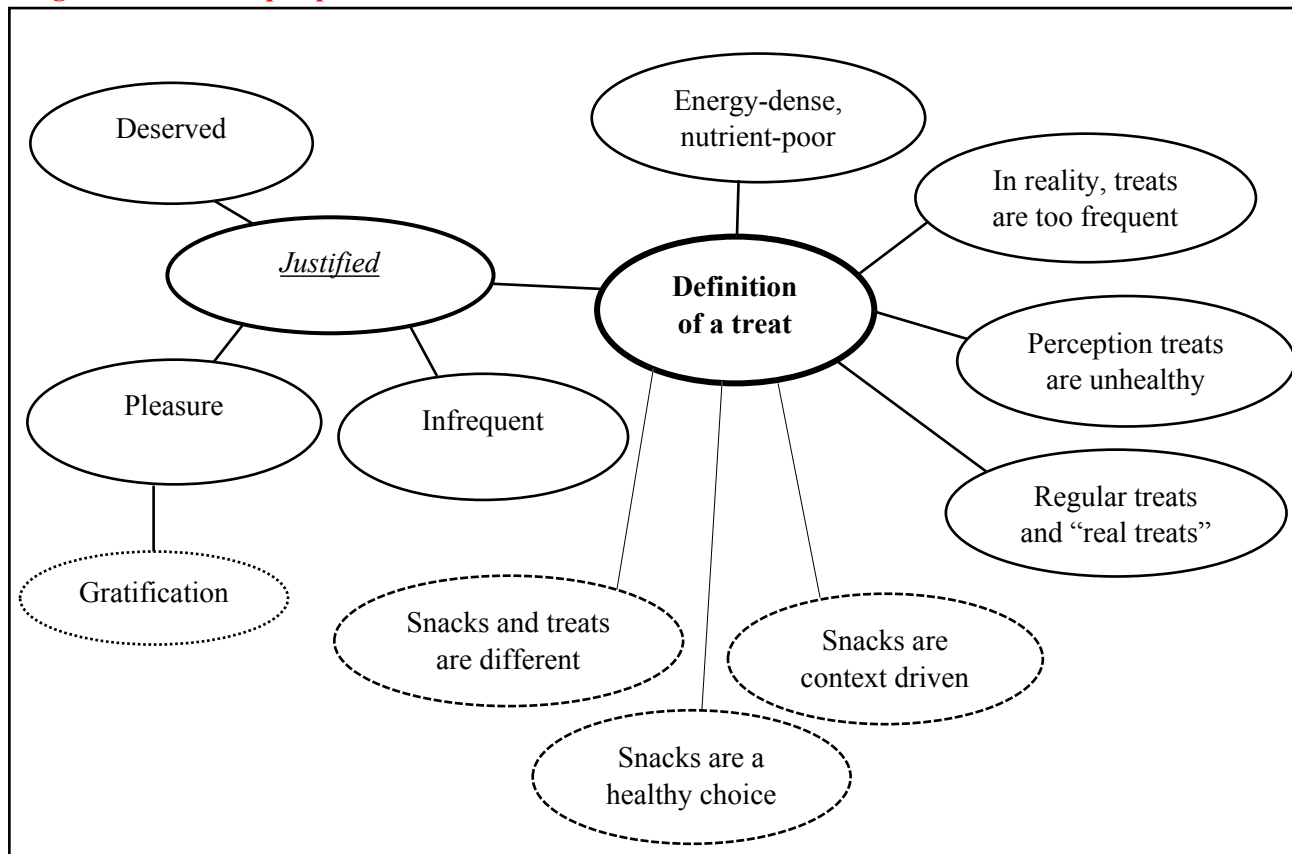 Deserved
Energy-dense,
nutrient-poor
In reality, treats
are too frequent
Justified
Definition
of a treat
Perception treats
are unhealthy
Pleasure
Infrequent
Regular treats
and “real treats”
Gratification
Snacks and treats
are different
Snacks are
context driven
Snacks are a
healthy choice